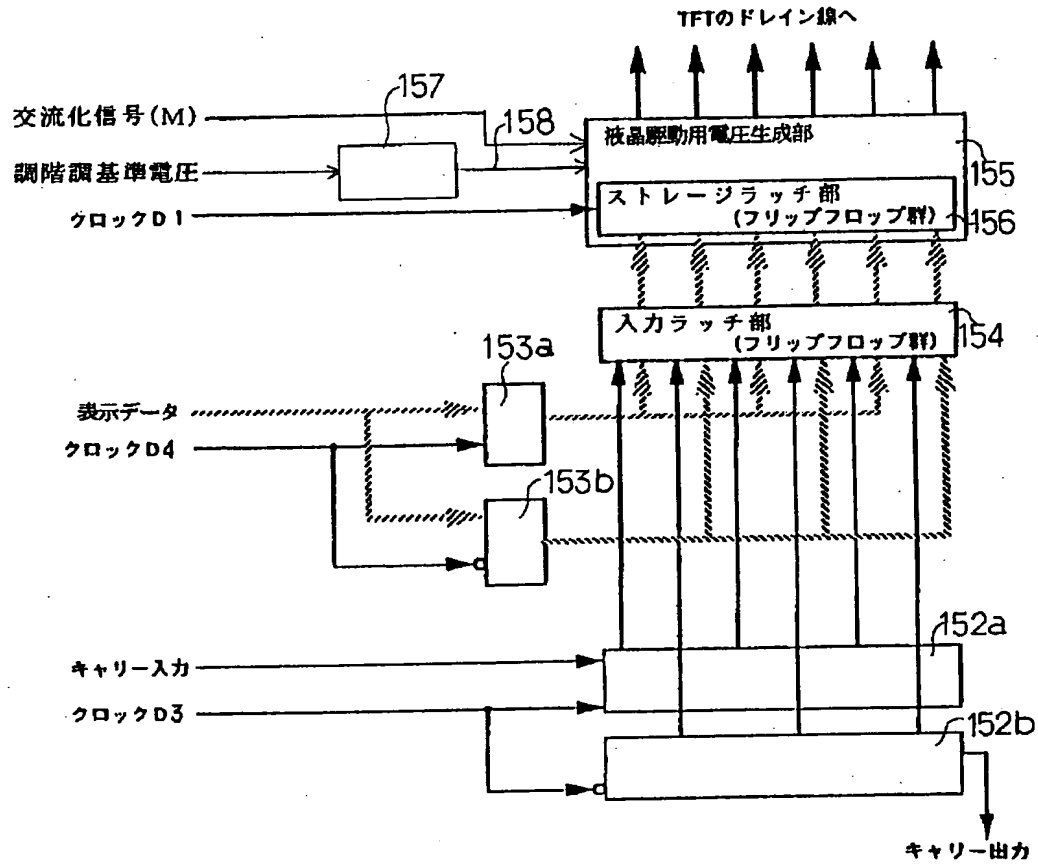 TFTのドレイン線へ
157
交流化信号(M)
158
液晶駆動用電圧生成部
155
調階調基準電圧
ストレージラッチ部
(フリップフロップ群)
156
クロックD1
入力ラッチ部
(フリップフロップ群)
154
153a
表示データ
クロックD4
153b
152a
キャリー入力
クロックD3
152b
キャリー出力